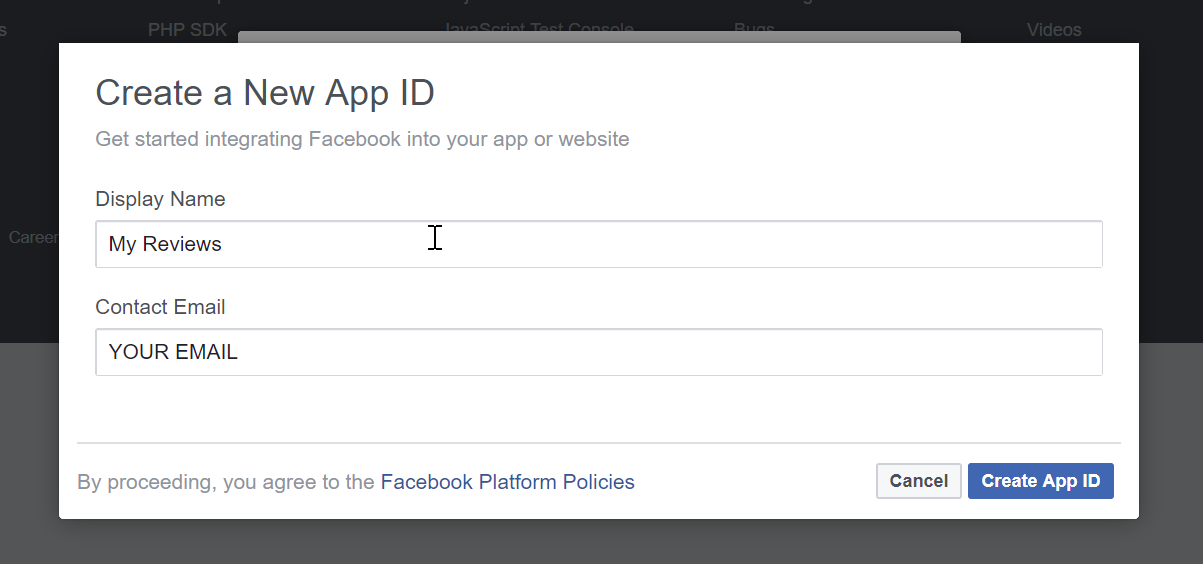 PHP SDK JavaScript Test Console Bugs Videos
Create a New App ID
Get started integrating Facebook into your app or website
Display Name
My Reviews
Career
Contact Email
YOUR EMAIL
By proceeding, you agree to the Facebook Platform Policies
Cancel Create App ID